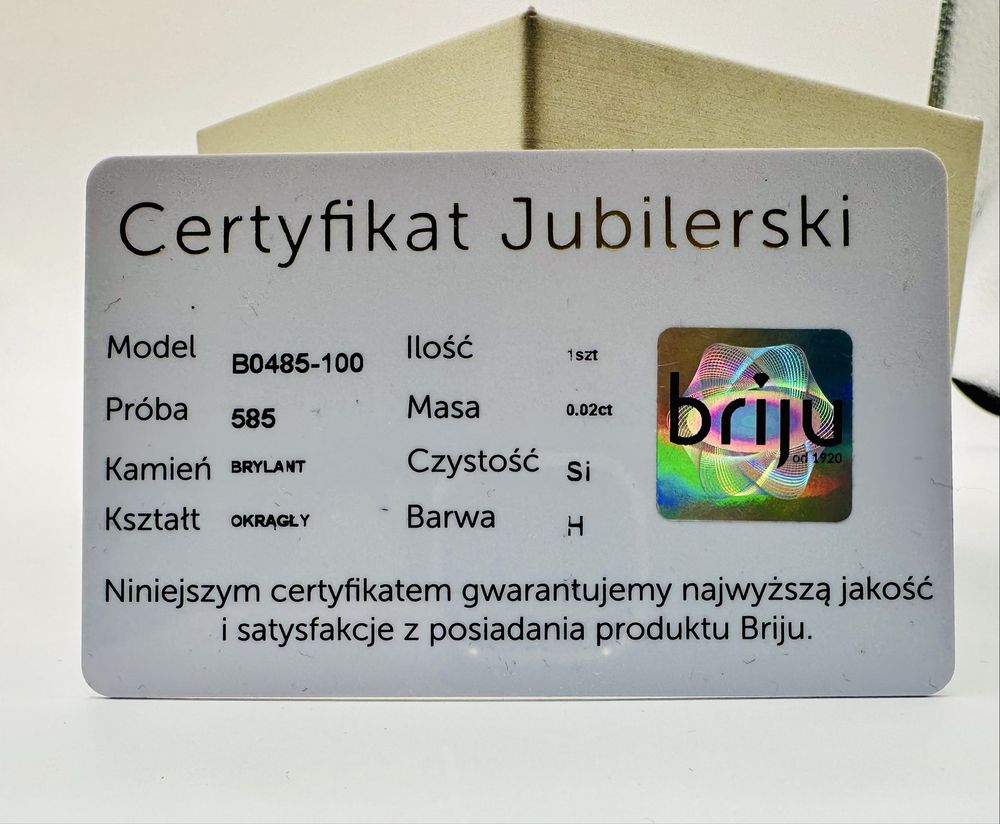 Certyfikat Jubilerski
Model B0485-100 Ilość 1szt
Próba 585 Masa 0.02ct
Kamień BRYLANT Czystość Si
Kształt OKRĄGŁY Barwa H
briju
od 1920
Niniejszym certyfikatem gwarantujemy najwyższą jakość
i satysfakcje z posiadania produktu Briju.